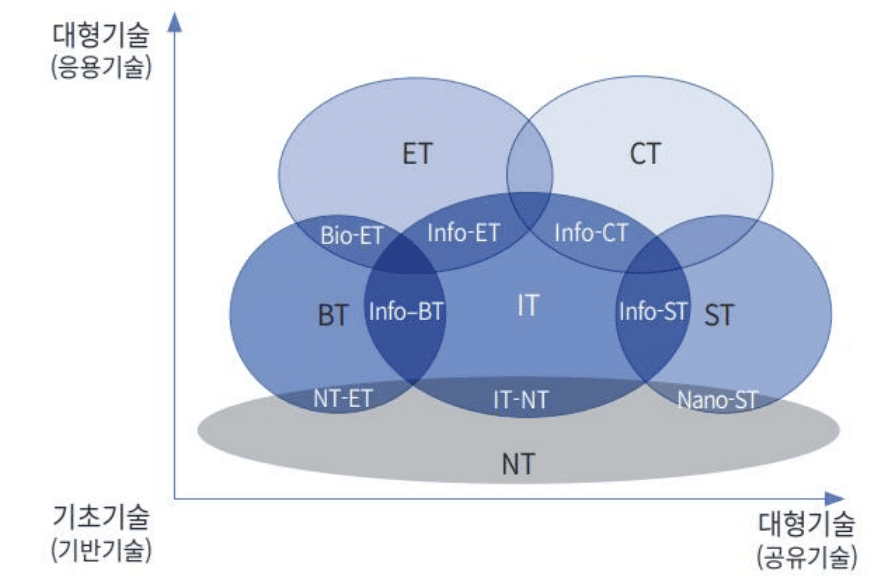 대형기술
(응용기술)
ET
CT
Bio-ET
Info-ET
Info-CT
BT
Info–BT
IT
Info-ST
ST
NT-ET
IT-NT
Nano-ST
NT
기초기술
(기반기술)
대형기술
(공유기술)